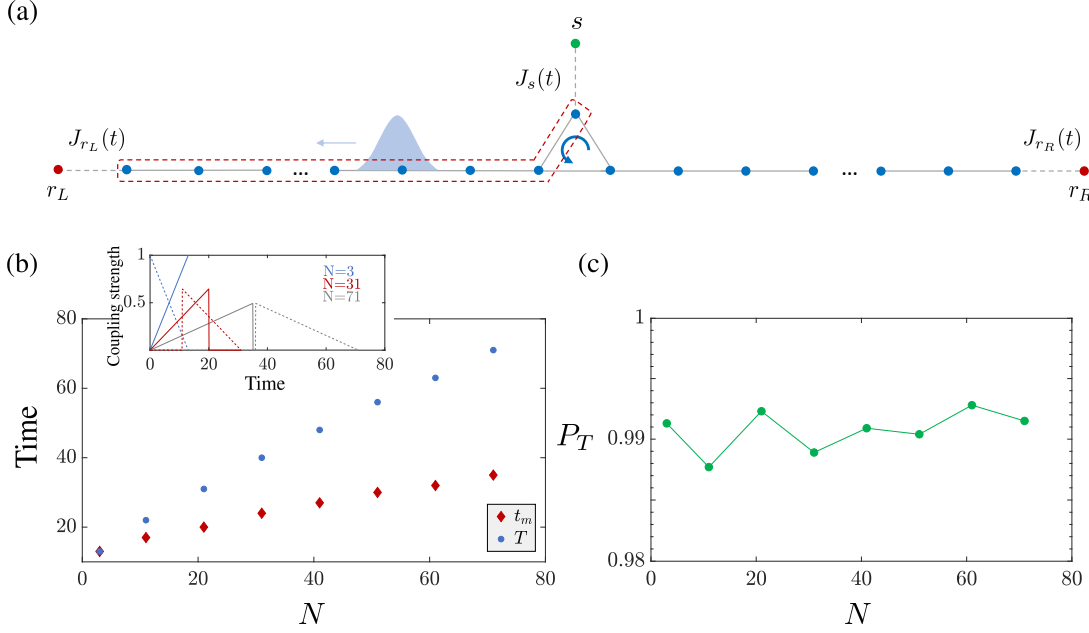 (a)
s
J_s(t)
J_{r_L}(t)
J_{r_R}(t)
...
...
r_L
r_R
(b)
Coupling strength
1
0.5
N=3
N=31
N=71
0 20 40 60 80
Time
80
60
40
20
Time
t_m
T
0 20 40 60 80
N
(c)
1
0.99
0.98
P_T
0 20 40 60 80
N